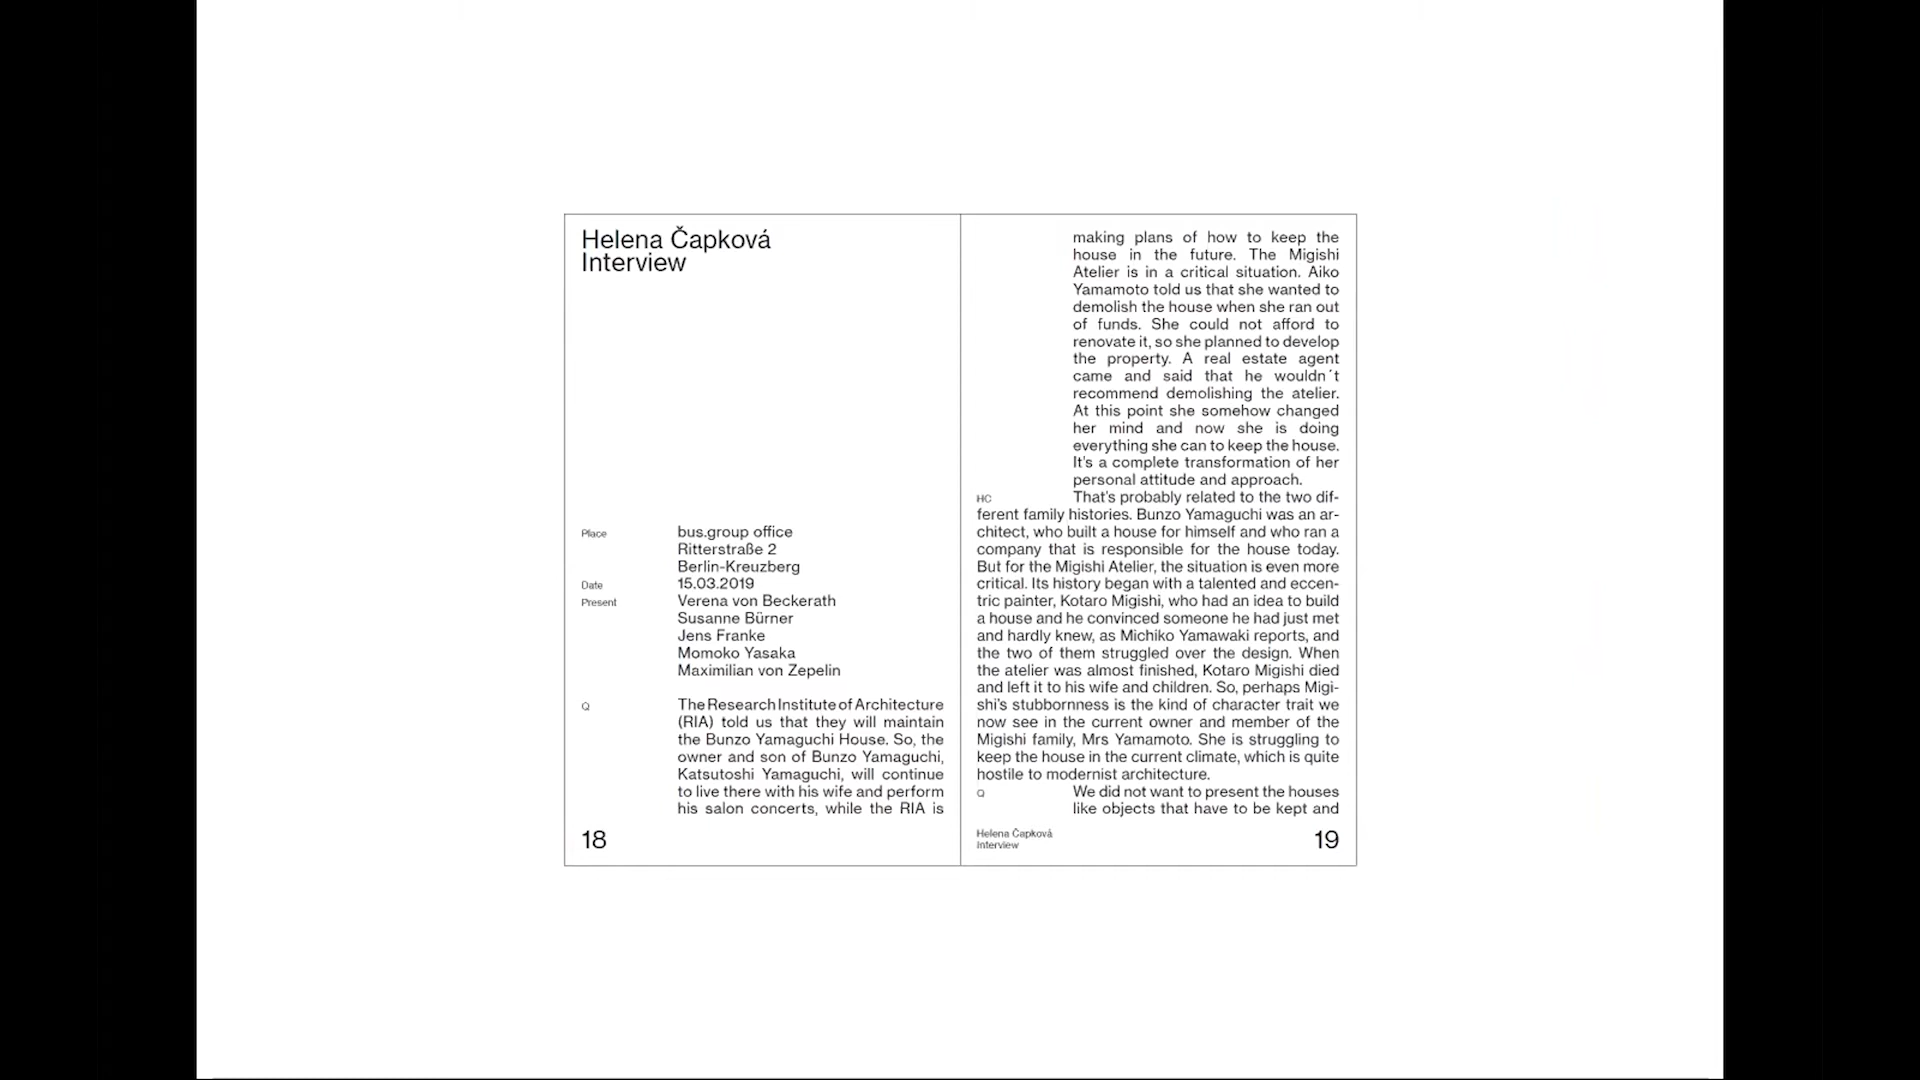 Helena Čapková
Interview
Place
bus.group office
Ritterstraße 2
Berlin-Kreuzberg
Date
15.03.2019
Present
Verena von Beckerath
Susanne Bürner
Jens Franke
Momoko Yasaka
Maximilian von Zepelin
Q
The Research Institute of Architecture
(RIA) told us that they will maintain
the Bunzo Yamaguchi House. So, the
owner and son of Bunzo Yamaguchi,
Katsutoshi Yamaguchi, will continue
to live there with his wife and perform
his salon concerts, while the RIA is
18
making plans of how to keep the
house in the future. The Migishi
Atelier is in a critical situation. Aiko
Yamamoto told us that she wanted to
demolish the house when she ran out
of funds. She could not afford to
renovate it, so she planned to develop
the property. A real estate agent
came and said that he wouldn´t
recommend demolishing the atelier.
At this point she somehow changed
her mind and now she is doing
everything she can to keep the house.
It's a complete transformation of her
personal attitude and approach.
HC
That's probably related to the two dif-
ferent family histories. Bunzo Yamaguchi was an ar-
chitect, who built a house for himself and who ran a
company that is responsible for the house today.
But for the Migishi Atelier, the situation is even more
critical. Its history began with a talented and eccen-
tric painter, Kotaro Migishi, who had an idea to build
a house and he convinced someone he had just met
and hardly knew, as Michiko Yamawaki reports, and
the two of them struggled over the design. When
the atelier was almost finished, Kotaro Migishi died
and left it to his wife and children. So, perhaps Migi-
shi's stubbornness is the kind of character trait we
now see in the current owner and member of the
Migishi family, Mrs Yamamoto. She is struggling to
keep the house in the current climate, which is quite
hostile to modernist architecture.
Q
We did not want to present the houses
like objects that have to be kept and
Helena Čapková
Interview
19